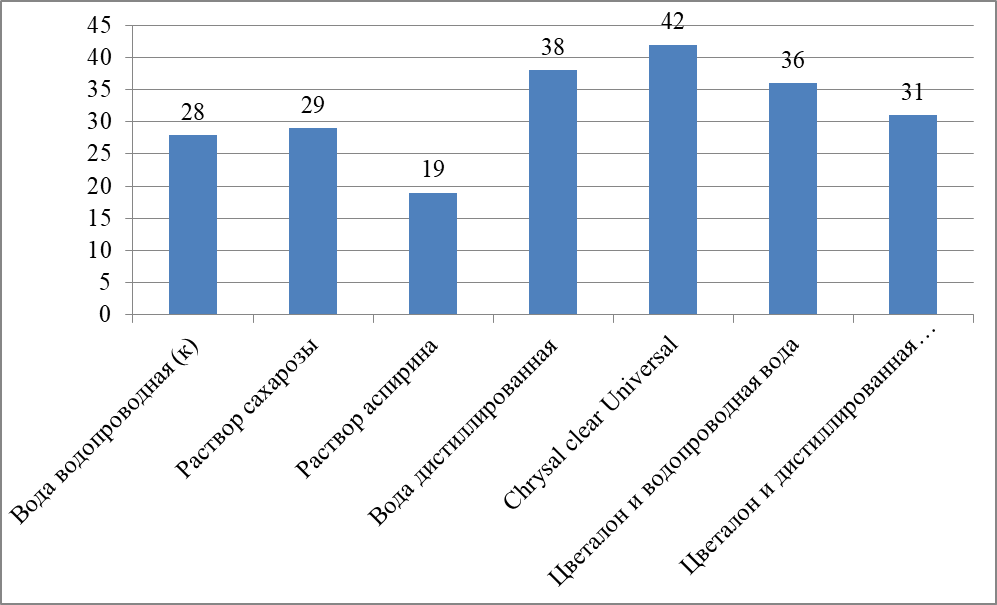 45
40
35
30
25
20
15
10
5
0
28
29
19
38
42
36
31
Вода водопроводная (к)
Раствор сахарозы
Раствор аспирина
Вода дистиллированная
Chrysal clear Universal
Цветалон и водопроводная вода
Цветалон и дистиллированная…